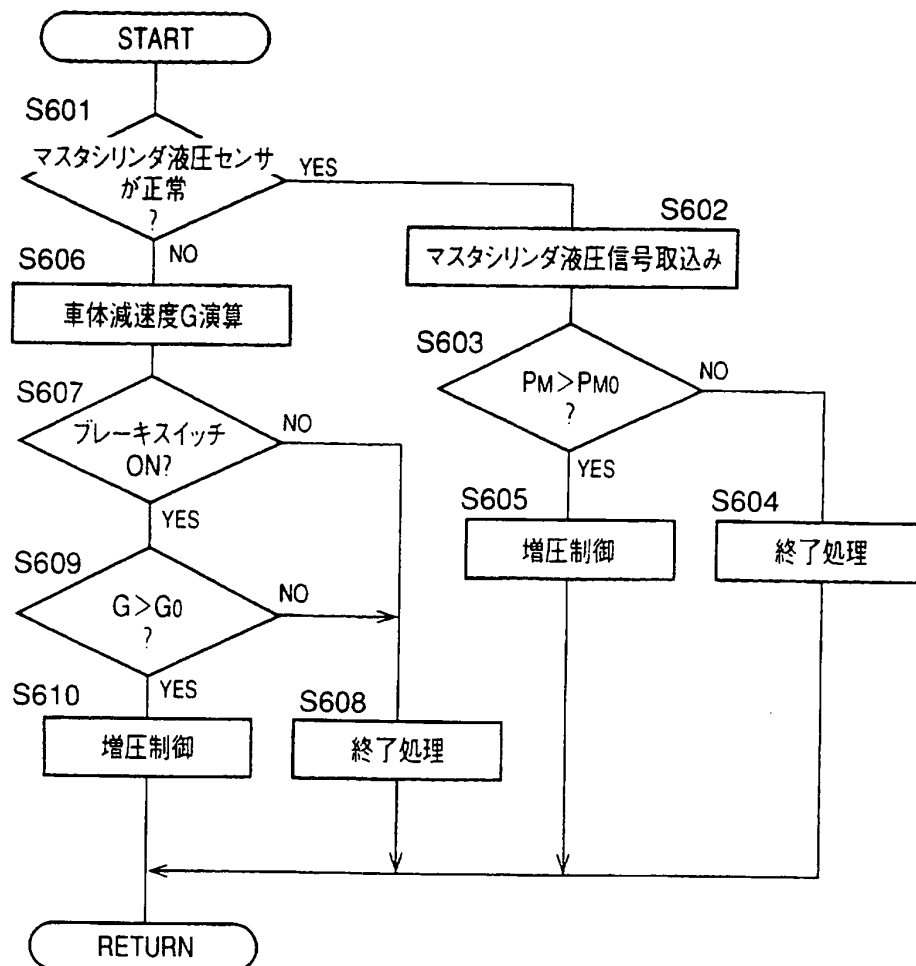 START
S601
マスタシリンダ液圧センサ
が正常
?
YES
NO
S602
マスタシリンダ液圧信号取込み
S606
車体減速度G演算
S603
PM>PM0
?
NO
YES
S607
ブレーキスイッチ
ON?
NO
YES
S605
増圧制御
S604
終了処理
S609
G>G0
?
NO
YES
S610
増圧制御
S608
終了処理
RETURN